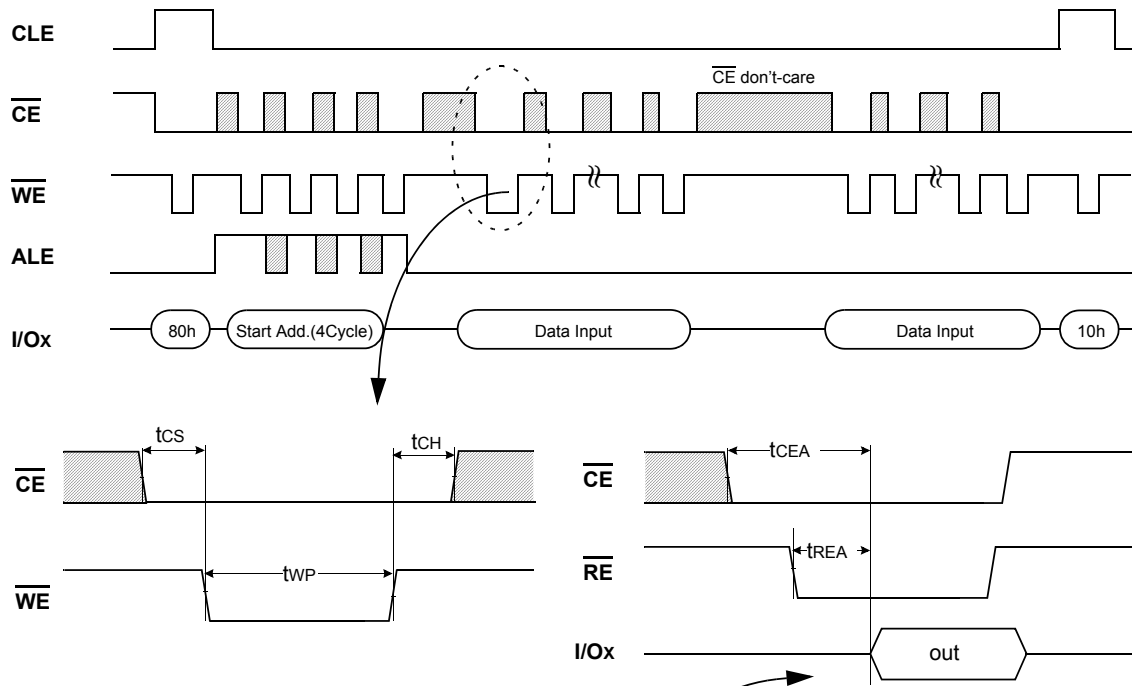 CLE
CE don't-care
CE
WE
ALE
I/Ox
80h
Start Add.(4Cycle)
Data Input
Data Input
10h
tCS
tCH
CE
tWP
WE
tCEA
CE
tREA
RE
I/Ox
out